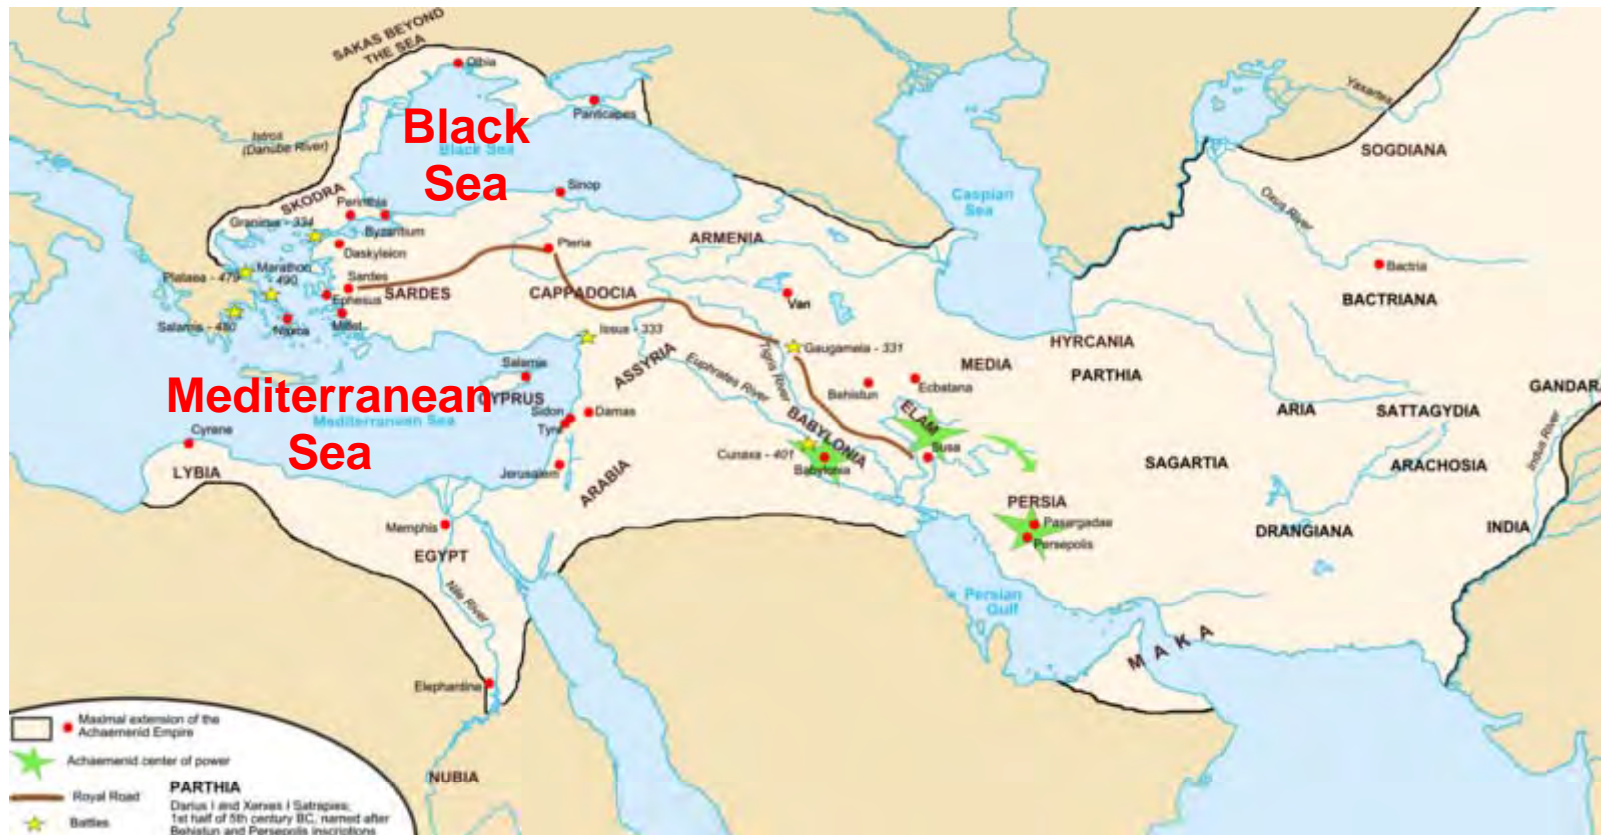 SAKAS BEYOND
THE SEA
Olbia
Panticapes
Black
Sea
Black Sea
Istros
(Danube River)
Yaxartes
SOGDIANA
Caspian
Sea
Oxus River
SKODRA
Sinop
Perinthia
Byzantium
Granicus - 334
Daskyleion
Pteria
ARMENIA
Bactria
BACTRIANA
Plataea - 479
Marathon
- 490
Sardes
SARDES
Ephesus
CAPPADOCIA
Van
Salamis - 480
Naxos
Millet
Issus - 333
Gaugamela - 331
HYRCANIA
MEDIA
PARTHIA
ASSYRIA
Tigris River
Euphrates River
Salamis
CYPRUS
Behistun
Ecbatana
GANDARA
Mediterranean
Sea
Mediterranean Sea
Sidon
Tyre
Damas
BABYLONIA
ELAM
ARIA
SATTAGYDIA
Cyrene
LYBIA
Jerusalem
ARABIA
Cunaxa - 401
Babylonia
Susa
SAGARTIA
ARACHOSIA
Indus River
PERSIA
Pasargadae
Persepolis
DRANGIANA
INDIA
Memphis
EGYPT
Nile River
Persian
Gulf
MAKA
Elephantine
NUBIA
Maximal extension of the
Achaemenid Empire
Achaemenid center of power
Royal Road
Battles
PARTHIA
Darius I and Xerxes I Satrapies;
1st half of 5th century BC, named after
Behistun and Persepolis inscriptions